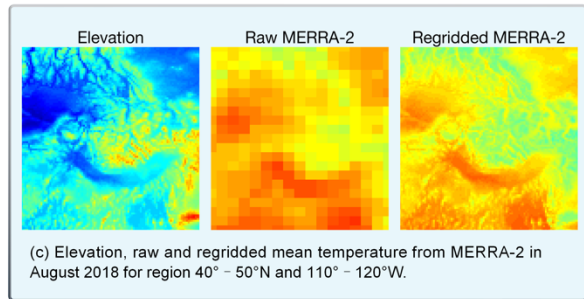 Elevation Raw MERRA-2 Regridded MERRA-2
(c) Elevation, raw and regridded mean temperature from MERRA-2 in
August 2018 for region 40° - 50°N and 110° - 120°W.